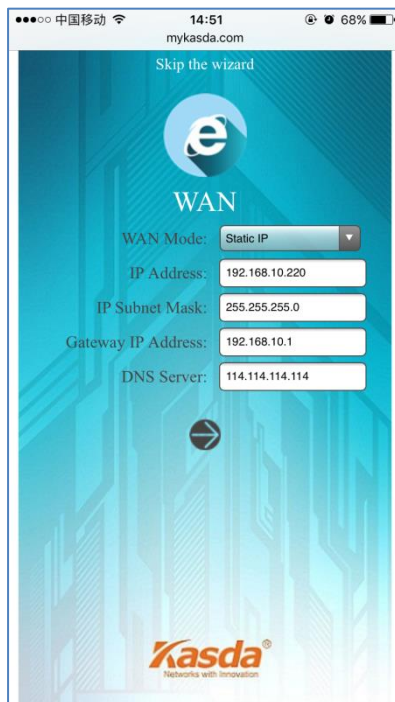 中国移动 14:51 68%
mykasda.com
Skip the wizard
WAN
WAN Mode: Static IP
IP Address: 192.168.10.220
IP Subnet Mask: 255.255.255.0
Gateway IP Address: 192.168.10.1
DNS Server: 114.114.114.114
Kasda®
Networks with Innovation